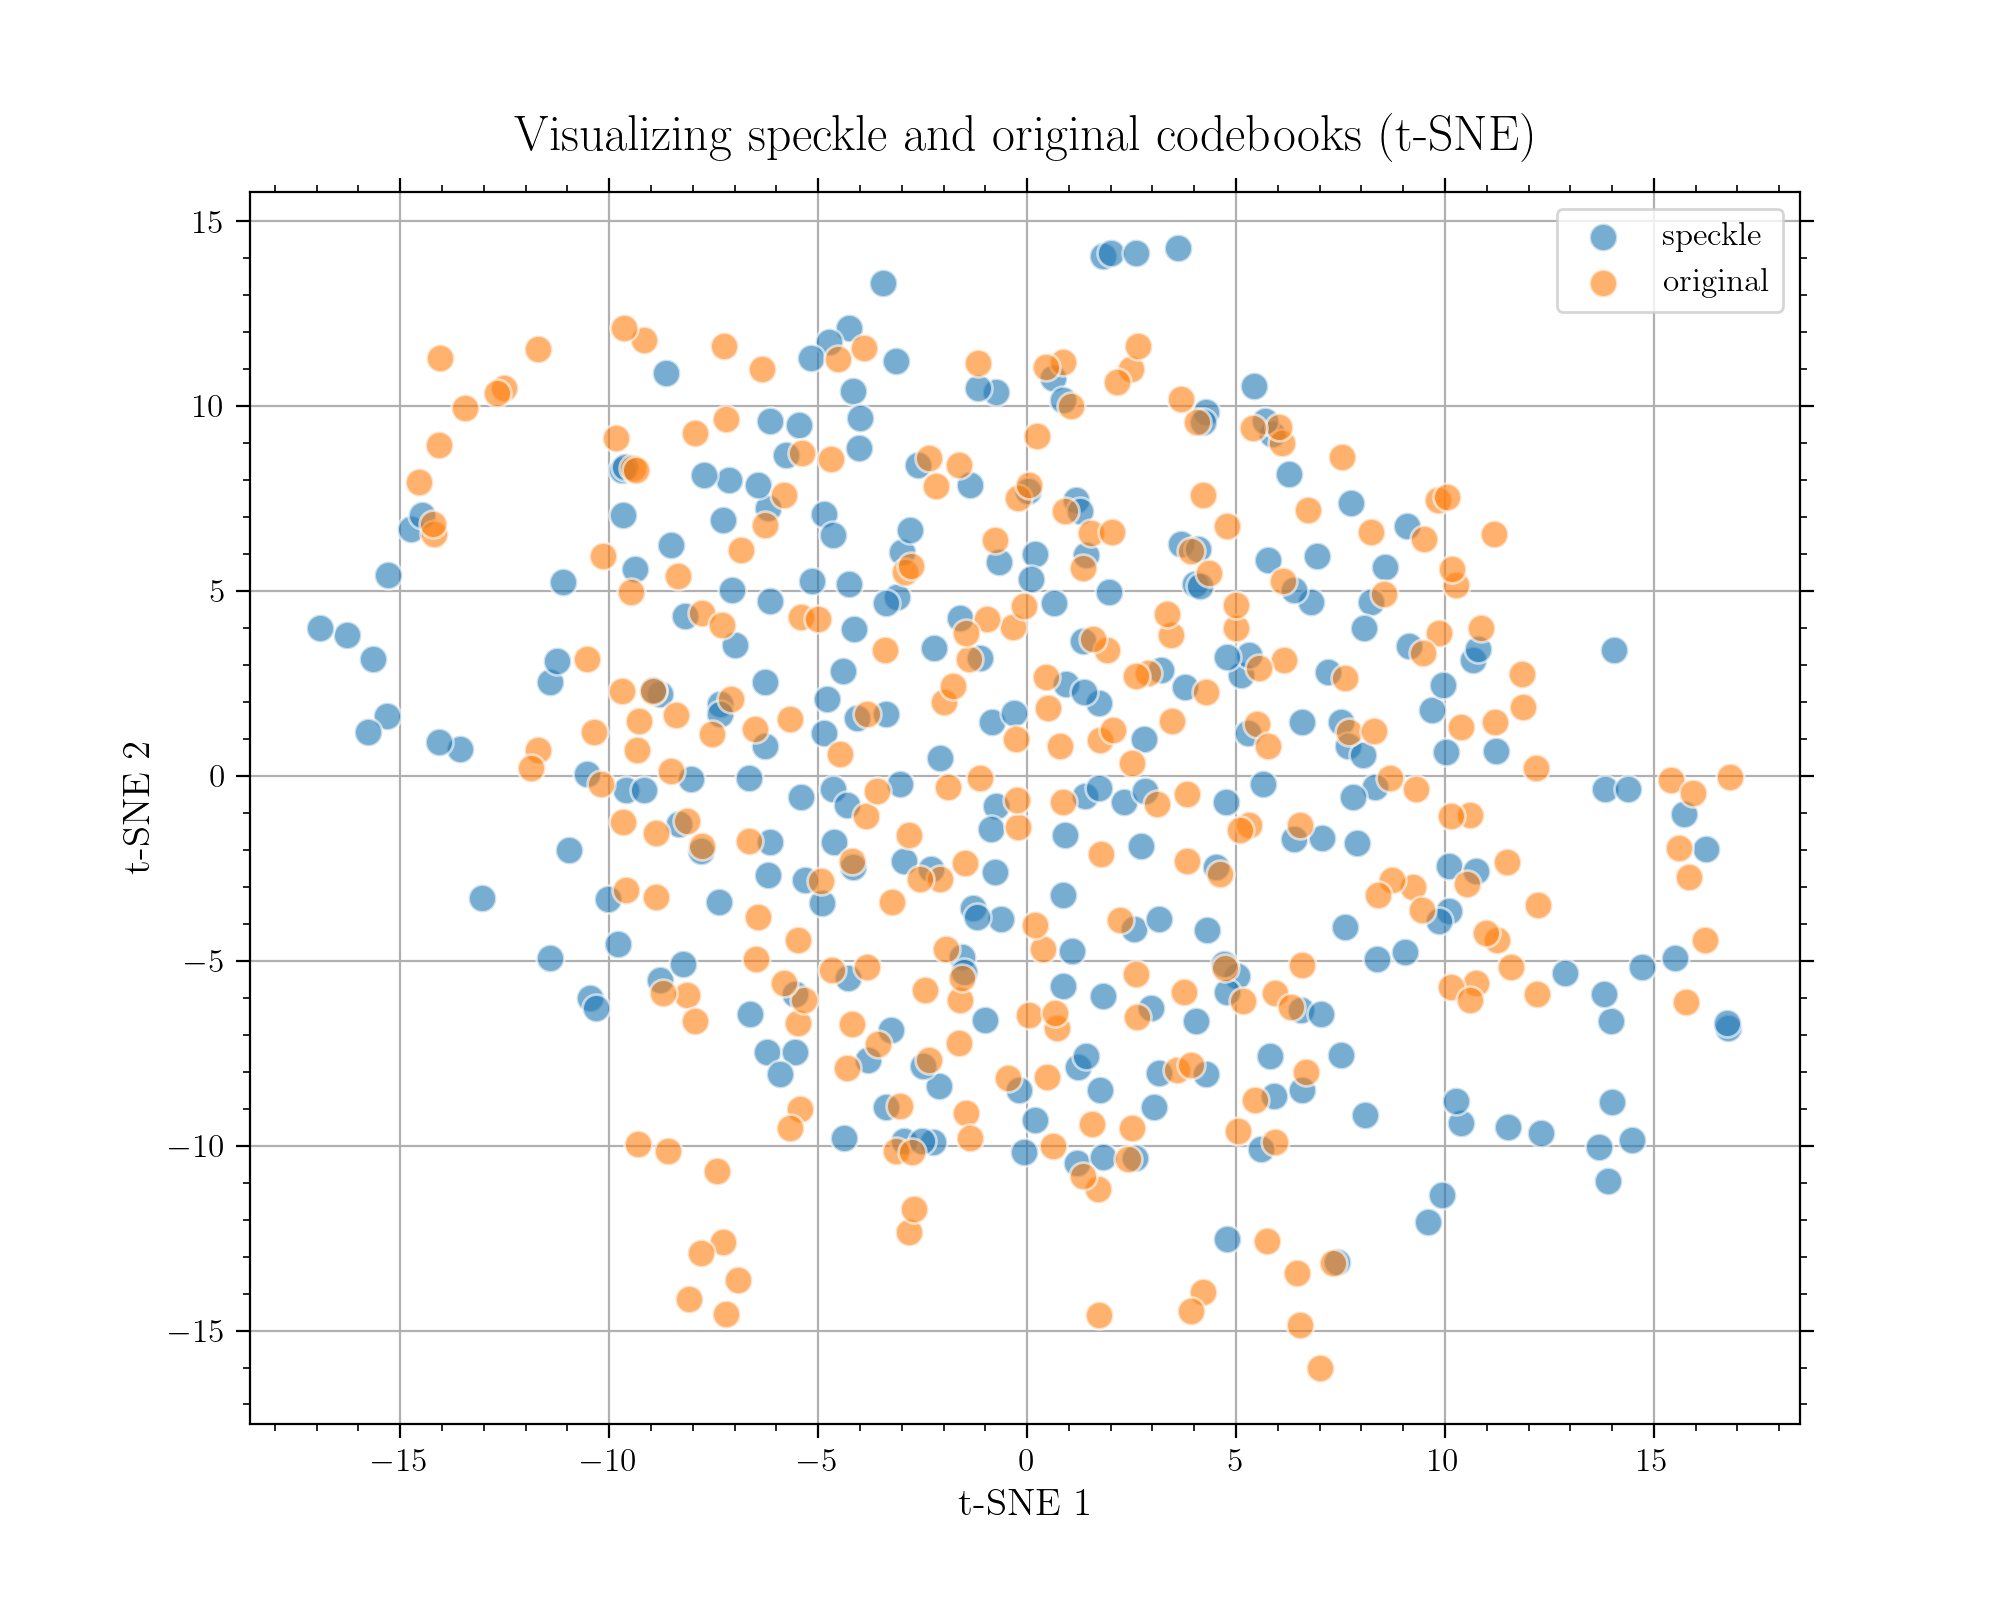 Visualizing speckle and original codebooks (t-SNE)
speckle
original
t-SNE 2
15
10
5
0
−5
−10
−15
−15
−10
−5
0
5
10
15
t-SNE 1